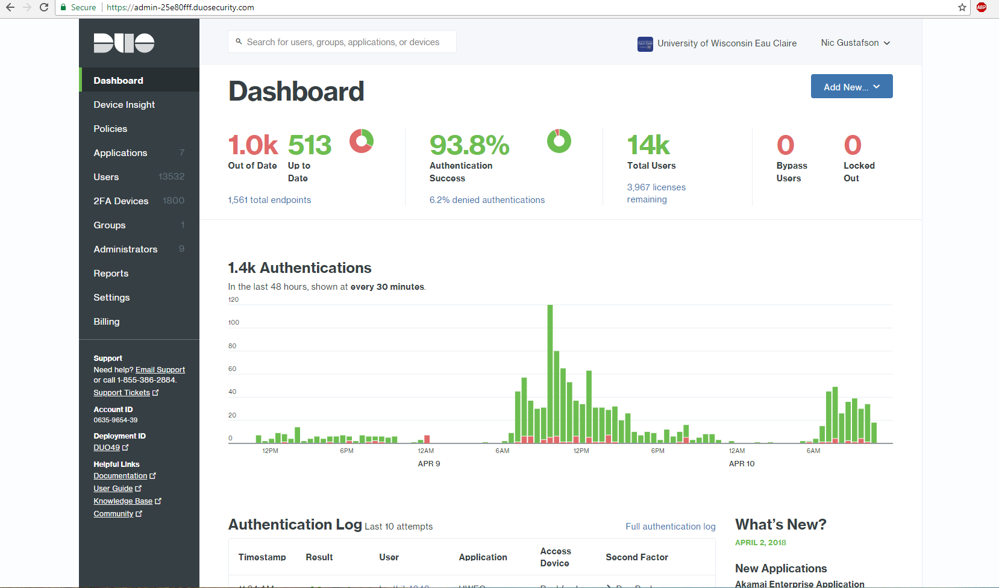 Secure
https://admin-25e80fff.duosecurity.com
ABP
DUO
Search for users, groups, applications, or devices
Eau Claire
University of Wisconsin Eau Claire
Nic Gustafson
Dashboard
Device Insight
Policies
Applications 7
Users 13532
2FA Devices 1800
Groups 1
Administrators 9
Reports
Settings
Billing
Support
Need help? Email Support
or call 1-855-386-2884.
Support Tickets
Account ID
0635-9654-39
Deployment ID
DUO49
Helpful Links
Documentation
User Guide
Knowledge Base
Community
Dashboard
Add New...
1.0k
Out of Date
513
Up to
Date
1,561 total endpoints
93.8%
Authentication
Success
6.2% denied authentications
14k
Total Users
3,967 licenses
remaining
0
Bypass
Users
0
Locked
Out
1.4k Authentications
In the last 48 hours, shown at every 30 minutes.
120
100
80
60
40
20
0
12PM 6PM 12AM 6AM 12PM 6PM 12AM 6AM
APR 9 APR 10
Authentication Log Last 10 attempts
Full authentication log
Timestamp Result User Application Access Device Second Factor
What's New?
APRIL 2, 2018
New Applications
Akamai Enterprise Application